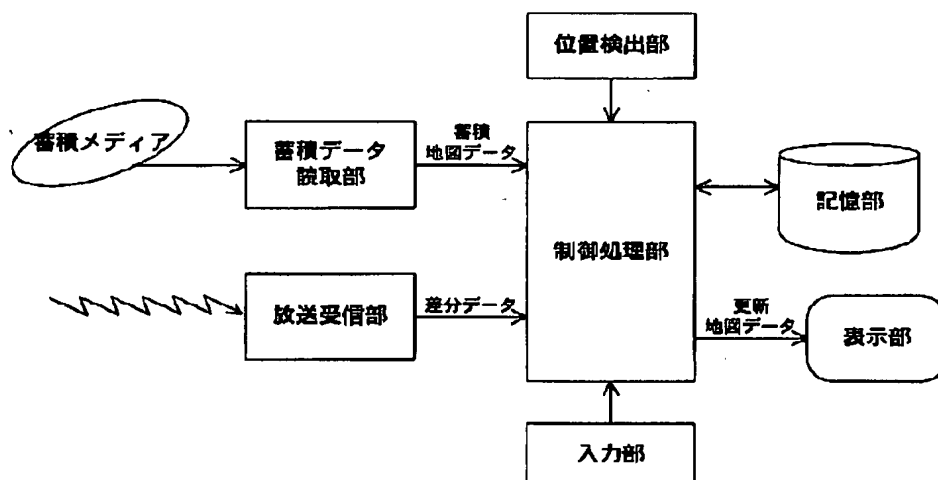 位置検出部
蓄積メディア
蓄積データ
読取部
蓄積
地図データ
制御処理部
記憶部
放送受信部
差分データ
更新
地図データ
表示部
入力部